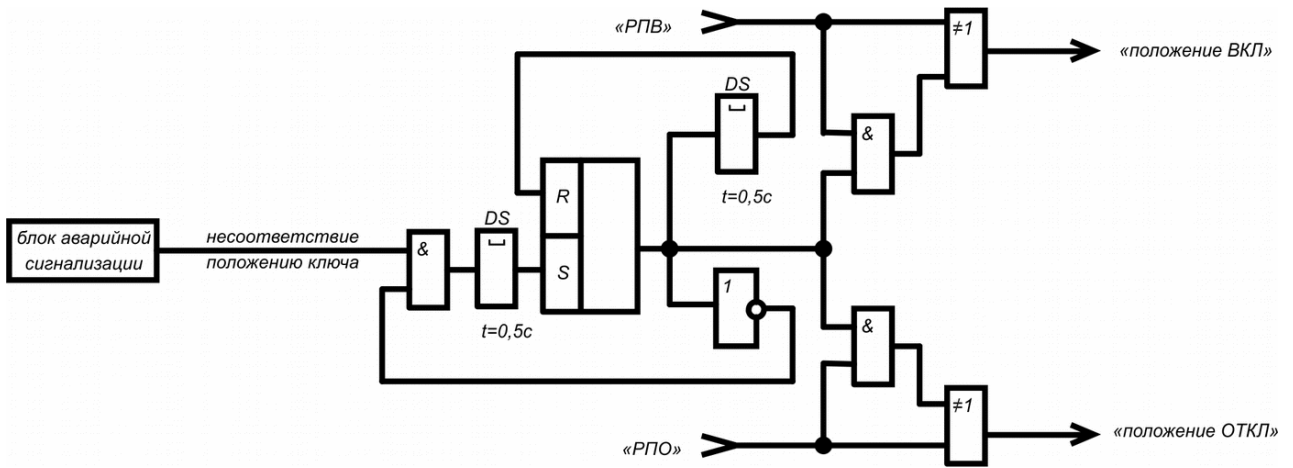 «РПВ»
≠1
«положение ВКЛ»
DS
&
R
t=0,5с
блок аварийной
сигнализации
несоответствие
положению ключа
&
DS
S
1
t=0,5с
&
≠1
«положение ОТКЛ»
«РПО»